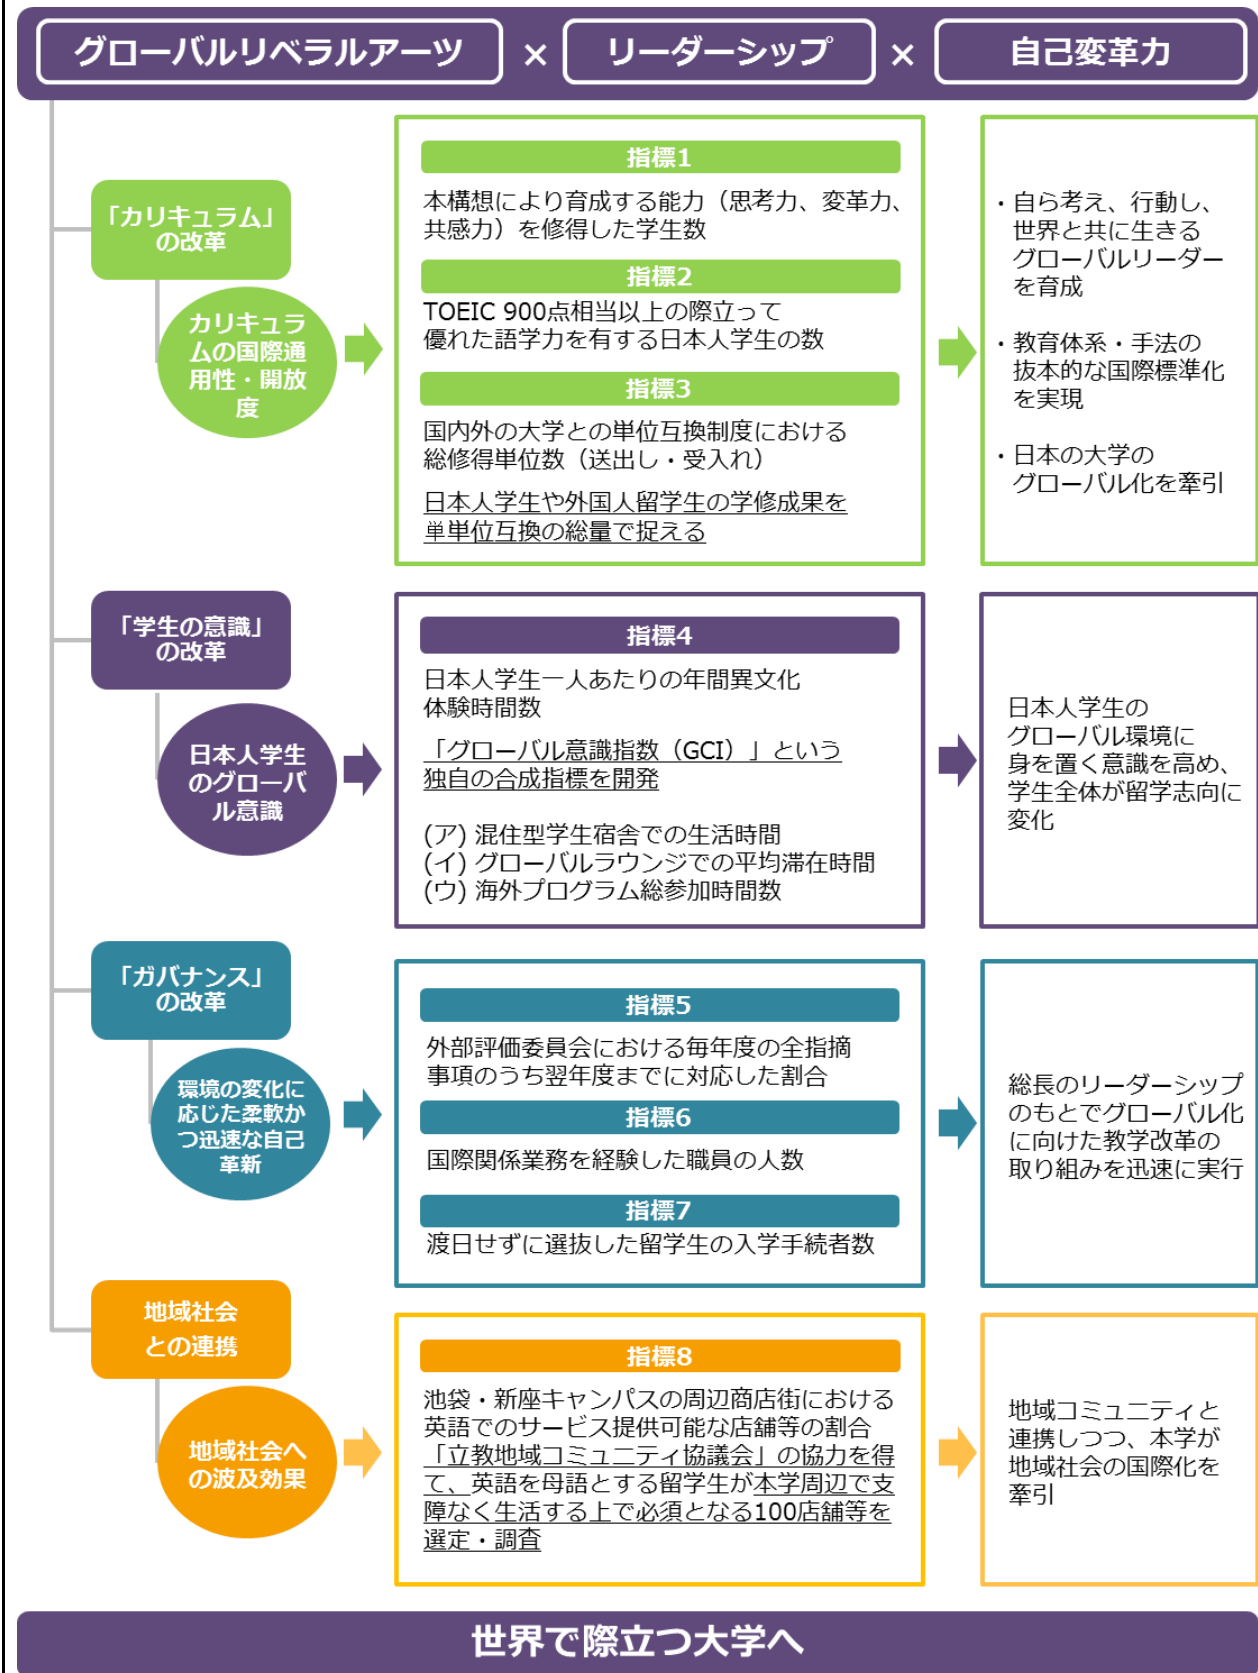 グローバルリベラルアーツ × リーダーシップ × 自己変革力
「カリキュラム」
の改革
カリキュラ
ムの国際通
用性・開放
度
指標1
本構想により育成する能力（思考力、変革力、
共感力）を修得した学生数
指標2
TOEIC 900点相当以上の際立って
優れた語学力を有する日本人学生の数
指標3
国内外の大学との単位互換制度における
総修得単位数（送出し・受入れ）
日本人学生や外国人留学生の学修成果を
単単位互換の総量で捉える
・自ら考え、行動し、
世界と共に生きる
グローバルリーダー
を育成
・教育体系・手法の
抜本的な国際標準化
を実現
・日本の大学の
グローバル化を牽引
「学生の意識」
の改革
日本人学生
のグローバ
ル意識
指標4
日本人学生一人あたりの年間異文化
体験時間数
「グローバル意識指数（GCI）」という
独自の合成指標を開発
(ア) 混住型学生宿舎での生活時間
(イ) グローバルラウンジでの平均滞在時間
(ウ) 海外プログラム総参加時間数
日本人学生の
グローバル環境に
身を置く意識を高め、
学生全体が留学志向に
変化
「ガバナンス」
の改革
環境の変化に
応じた柔軟か
つ迅速な自己
革新
指標5
外部評価委員会における毎年度の全指摘
事項のうち翌年度までに対応した割合
指標6
国際関係業務を経験した職員の人数
指標7
渡日せずに選抜した留学生の入学手続者数
総長のリーダーシップ
のもとでグローバル化
に向けた教学改革の
取り組みを迅速に実行
地域社会
との連携
地域社会へ
の波及効果
指標8
池袋・新座キャンパスの周辺商店街における
英語でのサービス提供可能な店舗等の割合
「立教地域コミュニティ協議会」の協力を得
て、英語を母語とする留学生が本学周辺で支
障なく生活する上で必須となる100店舗等を
選定・調査
地域コミュニティと
連携しつつ、本学が
地域社会の国際化を
牽引
世界で際立つ大学へ